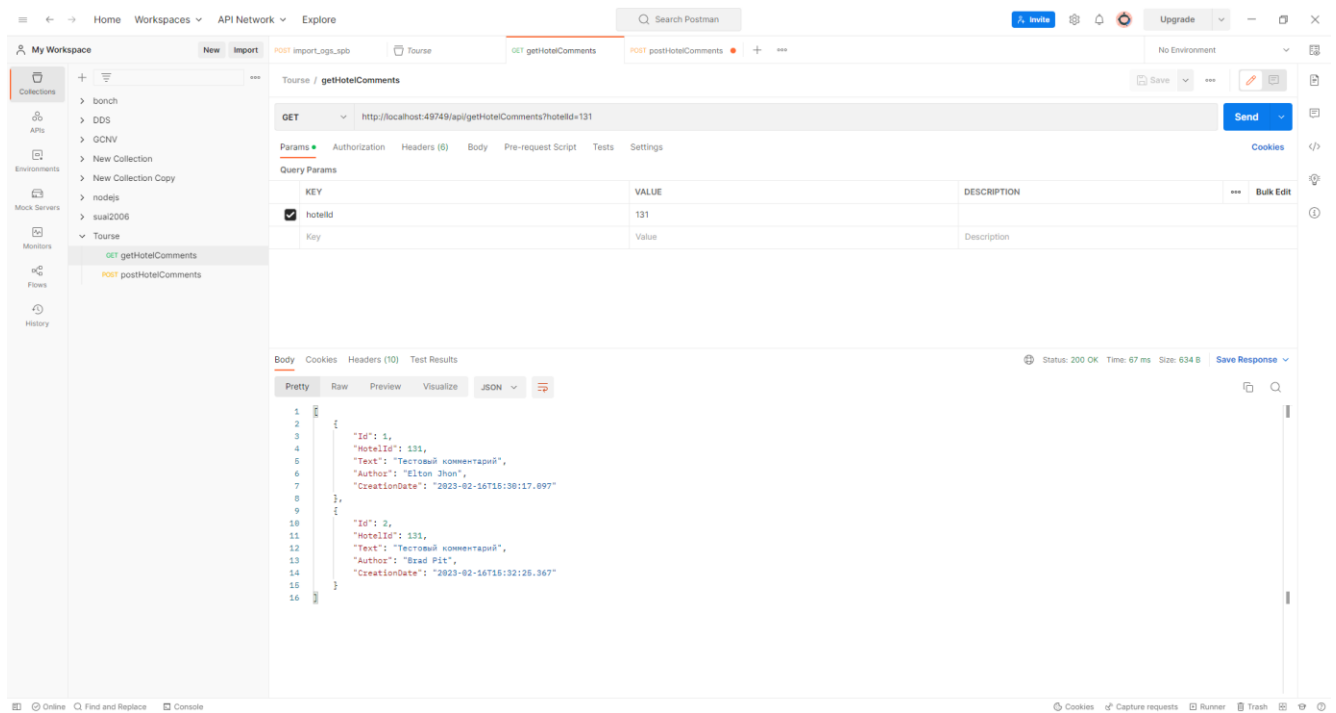 Home Workspaces API Network Explore Search Postman Invite Upgrade
My Workspace New Import POST import_ogs_spb Tourse GET getHotelComments POST postHotelComments No Environment
Collections
APIs
Environments
Mock Servers
Monitors
Flows
History
bonch
DDS
GCNV
New Collection
New Collection Copy
nodejs
sual2006
Tourse
GET getHotelComments
POST postHotelComments
Tourse / getHotelComments Save
GET http://localhost:49749/api/getHotelComments?hotelId=131 Send
Params Authorization Headers (6) Body Pre-request Script Tests Settings Cookies
Query Params
KEY VALUE DESCRIPTION Bulk Edit
hotelId 131
Key Value Description
Body Cookies Headers (10) Test Results Status: 200 OK Time: 67 ms Size: 634 B Save Response
Pretty Raw Preview Visualize JSON
1 [
2 {
3 "Id": 1,
4 "HotelId": 131,
5 "Text": "Тестовый комментарий",
6 "Author": "Elton Jhon",
7 "CreationDate": "2023-02-16T15:30:17.097"
8 },
9 {
10 "Id": 2,
11 "HotelId": 131,
12 "Text": "Тестовый комментарий",
13 "Author": "Brad Pit",
14 "CreationDate": "2023-02-16T15:32:25.367"
15 }
16 ]
Online Find and Replace Console Cookies Capture requests Runner Trash